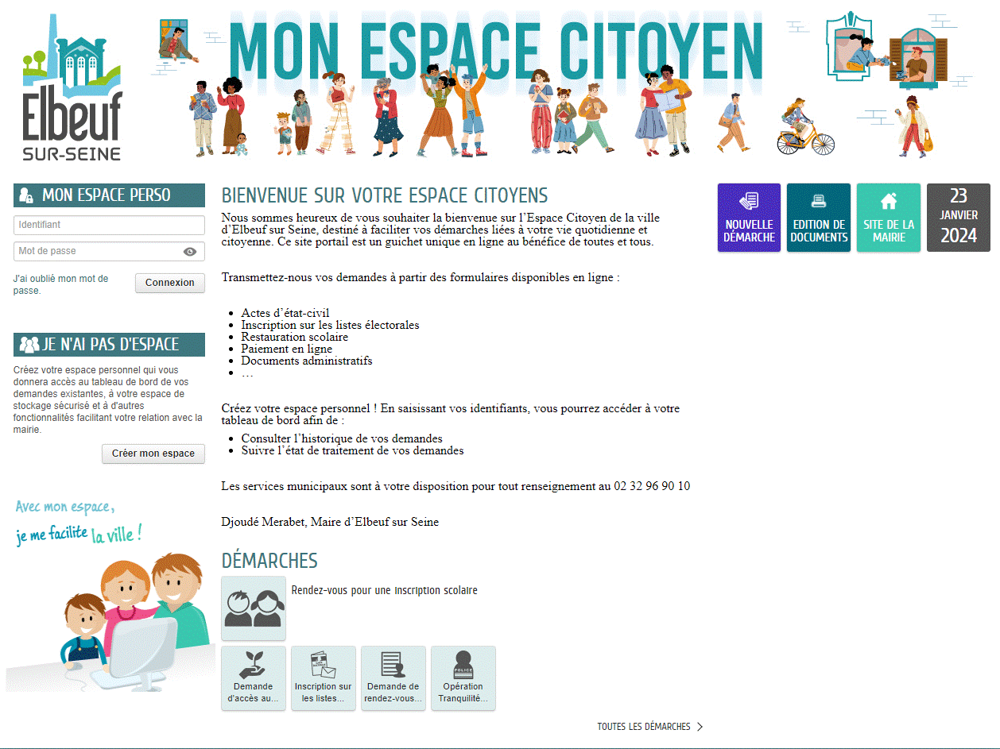 Elbeuf
SUR-SEINE
MON ESPACE CITOYEN
MON ESPACE PERSO
Identifiant
Mot de passe
J'ai oublié mon mot de
passe.
Connexion
JE N'AI PAS D'ESPACE
Créez votre espace personnel qui vous
donnera accès au tableau de bord de vos
demandes existantes, à votre espace de
stockage sécurisé et à d'autres
fonctionnalités facilitant votre relation avec la
mairie.
Créer mon espace
Avec mon espace,
je me facilite la ville !
BIENVENUE SUR VOTRE ESPACE CITOYENS
Nous sommes heureux de vous souhaiter la bienvenue sur l’Espace Citoyen de la ville
d’Elbeuf sur Seine, destiné à faciliter vos démarches liées à votre vie quotidienne et
citoyenne. Ce site portail est un guichet unique en ligne au bénéfice de toutes et tous.
Transmettez-nous vos demandes à partir des formulaires disponibles en ligne :
• Actes d’état-civil
• Inscription sur les listes électorales
• Restauration scolaire
• Paiement en ligne
• Documents administratifs
• …
Créez votre espace personnel ! En saisissant vos identifiants, vous pourrez accéder à votre
tableau de bord afin de :
• Consulter l’historique de vos demandes
• Suivre l’état de traitement de vos demandes
Les services municipaux sont à votre disposition pour tout renseignement au 02 32 96 90 10
Djoudé Merabet, Maire d’Elbeuf sur Seine
DÉMARCHES
Rendez-vous pour une inscription scolaire
Demande
d'accès au...
Inscription sur
les listes...
Demande de
rendez-vous...
POLICE
Opération
Tranquilité...
TOUTES LES DÉMARCHES
NOUVELLE
DÉMARCHE
EDITION DE
DOCUMENTS
SITE DE LA
MAIRIE
23
JANVIER
2024